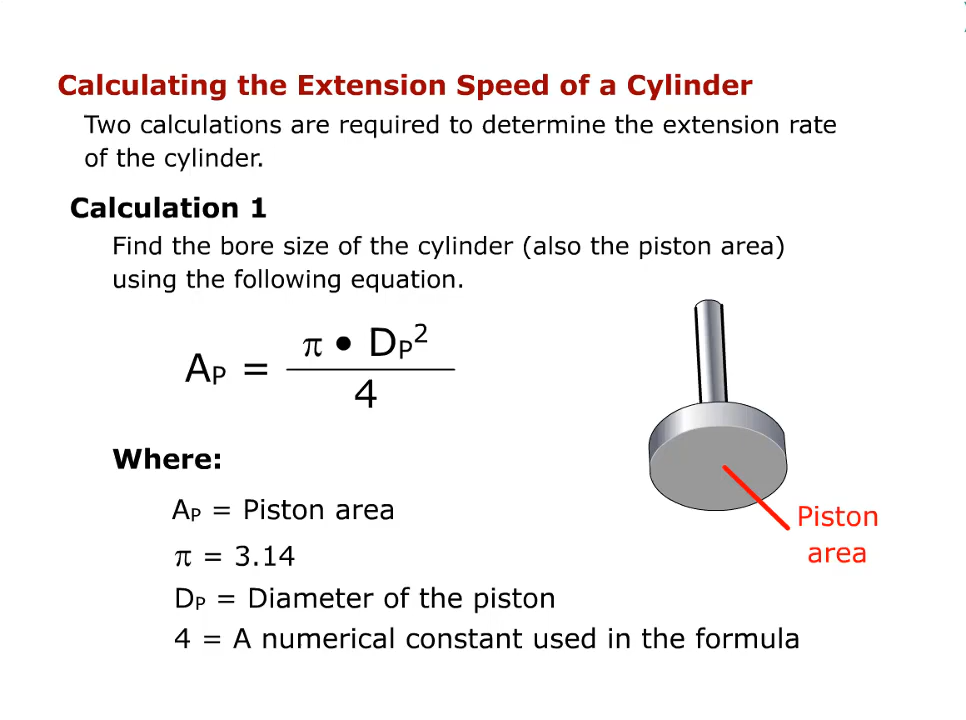 Calculating the Extension Speed of a Cylinder
Two calculations are required to determine the extension rate
of the cylinder.
Calculation 1
Find the bore size of the cylinder (also the piston area)
using the following equation.
Aₚ = π • Dₚ² / 4
Where:
Aₚ = Piston area
π = 3.14
Dₚ = Diameter of the piston
4 = A numerical constant used in the formula
Piston
area